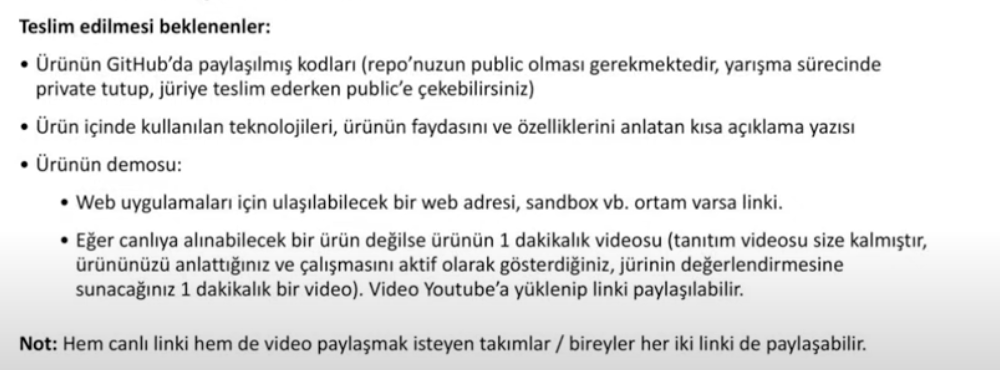 Teslim edilmesi beklenenler:
• Ürünün GitHub'da paylaşılmış kodları (repo'nuzun public olması gerekmektedir, yarışma sürecinde
private tutup, jüriye teslim ederken public'e çekebilirsiniz)
• Ürün içinde kullanılan teknolojileri, ürünün faydasını ve özelliklerini anlatan kısa açıklama yazısı
• Ürünün demosu:
• Web uygulamaları için ulaşılabilecek bir web adresi, sandbox vb. ortam varsa linki.
• Eğer canlıya alınabilecek bir ürün değilse ürünün 1 dakikalık videosu (tanıtım videosu size kalmıştır,
ürününüzü anlattığınız ve çalışmasını aktif olarak gösterdiğiniz, jürinin değerlendirmesine
sunacağınız 1 dakikalık bir video). Video Youtube'a yüklenip linki paylaşılabilir.
Not: Hem canlı linki hem de video paylaşmak isteyen takımlar / bireyler her iki linki de paylaşabilir.